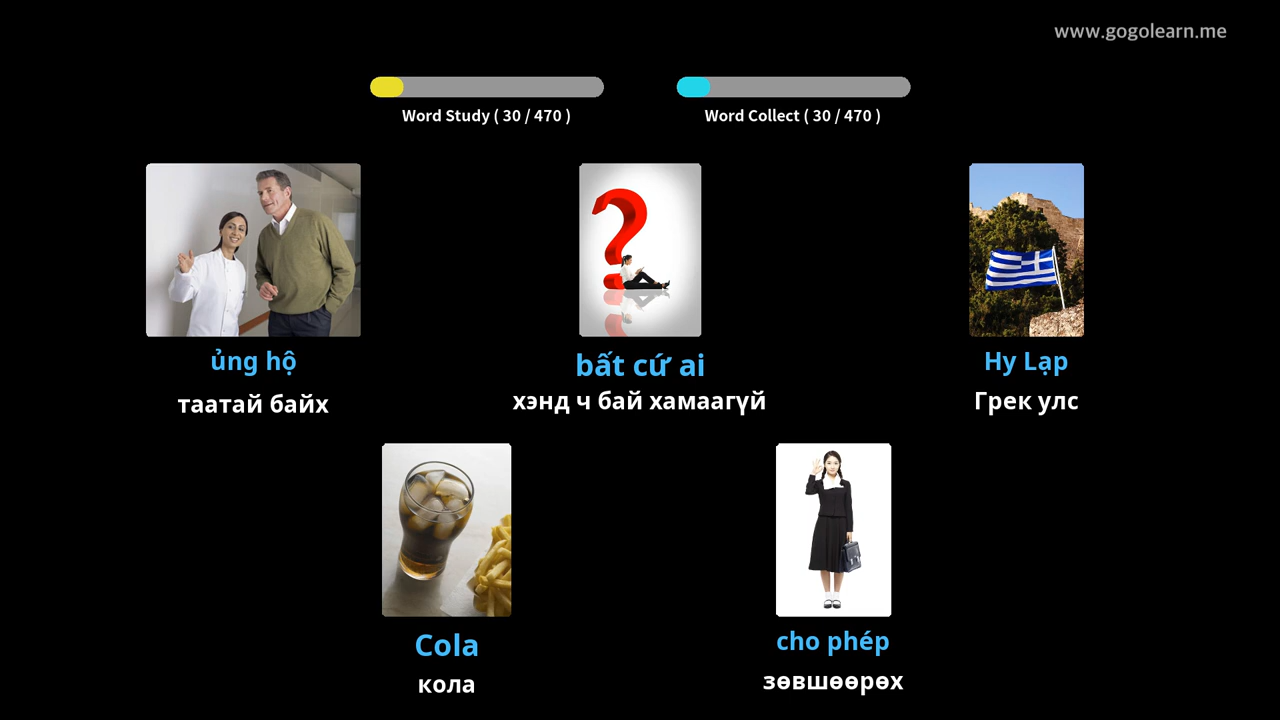 www.gogolearn.me
Word Study ( 30 / 470 )
Word Collect ( 30 / 470 )
ủng hộ
таатай байх
bất cứ ai
хэнд ч бай хамаагүй
Hy Lạp
Грек улс
Cola
кола
cho phép
зөвшөөрөх